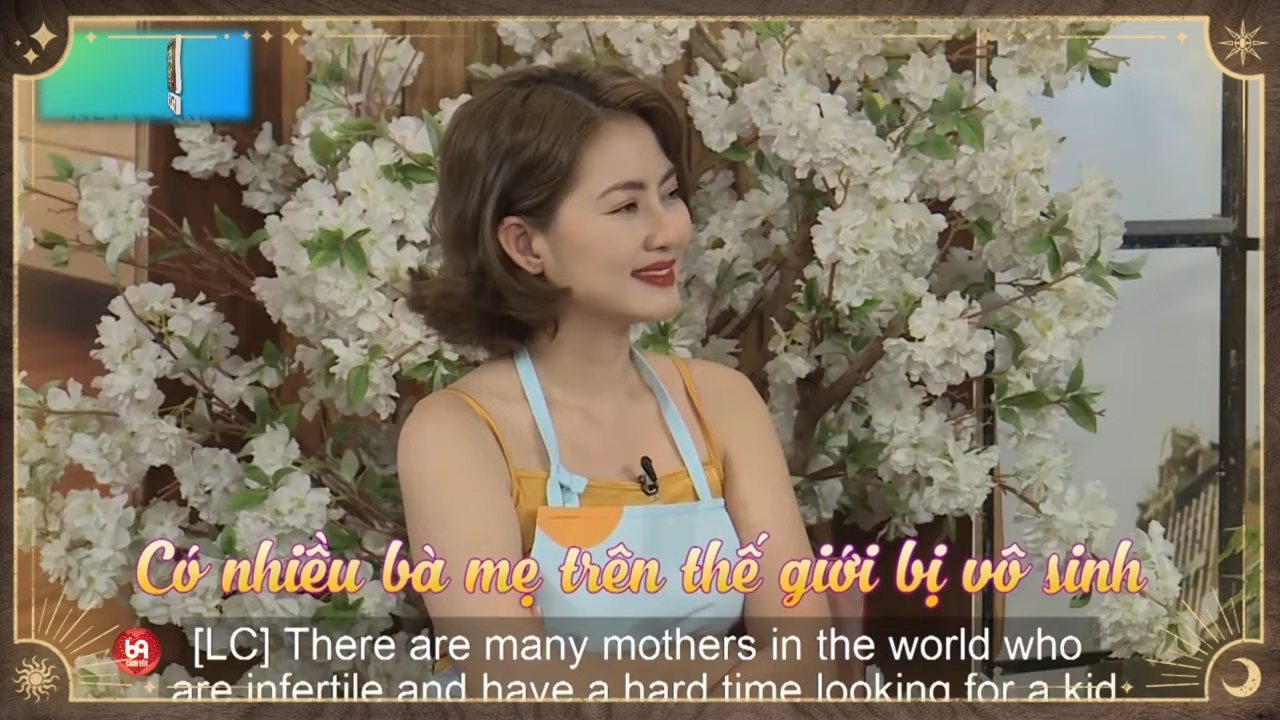 Có nhiều bà mẹ trên thế giới bị vô sinh
[LC] There are many mothers in the world who
are infertile and have a hard time looking for a kid